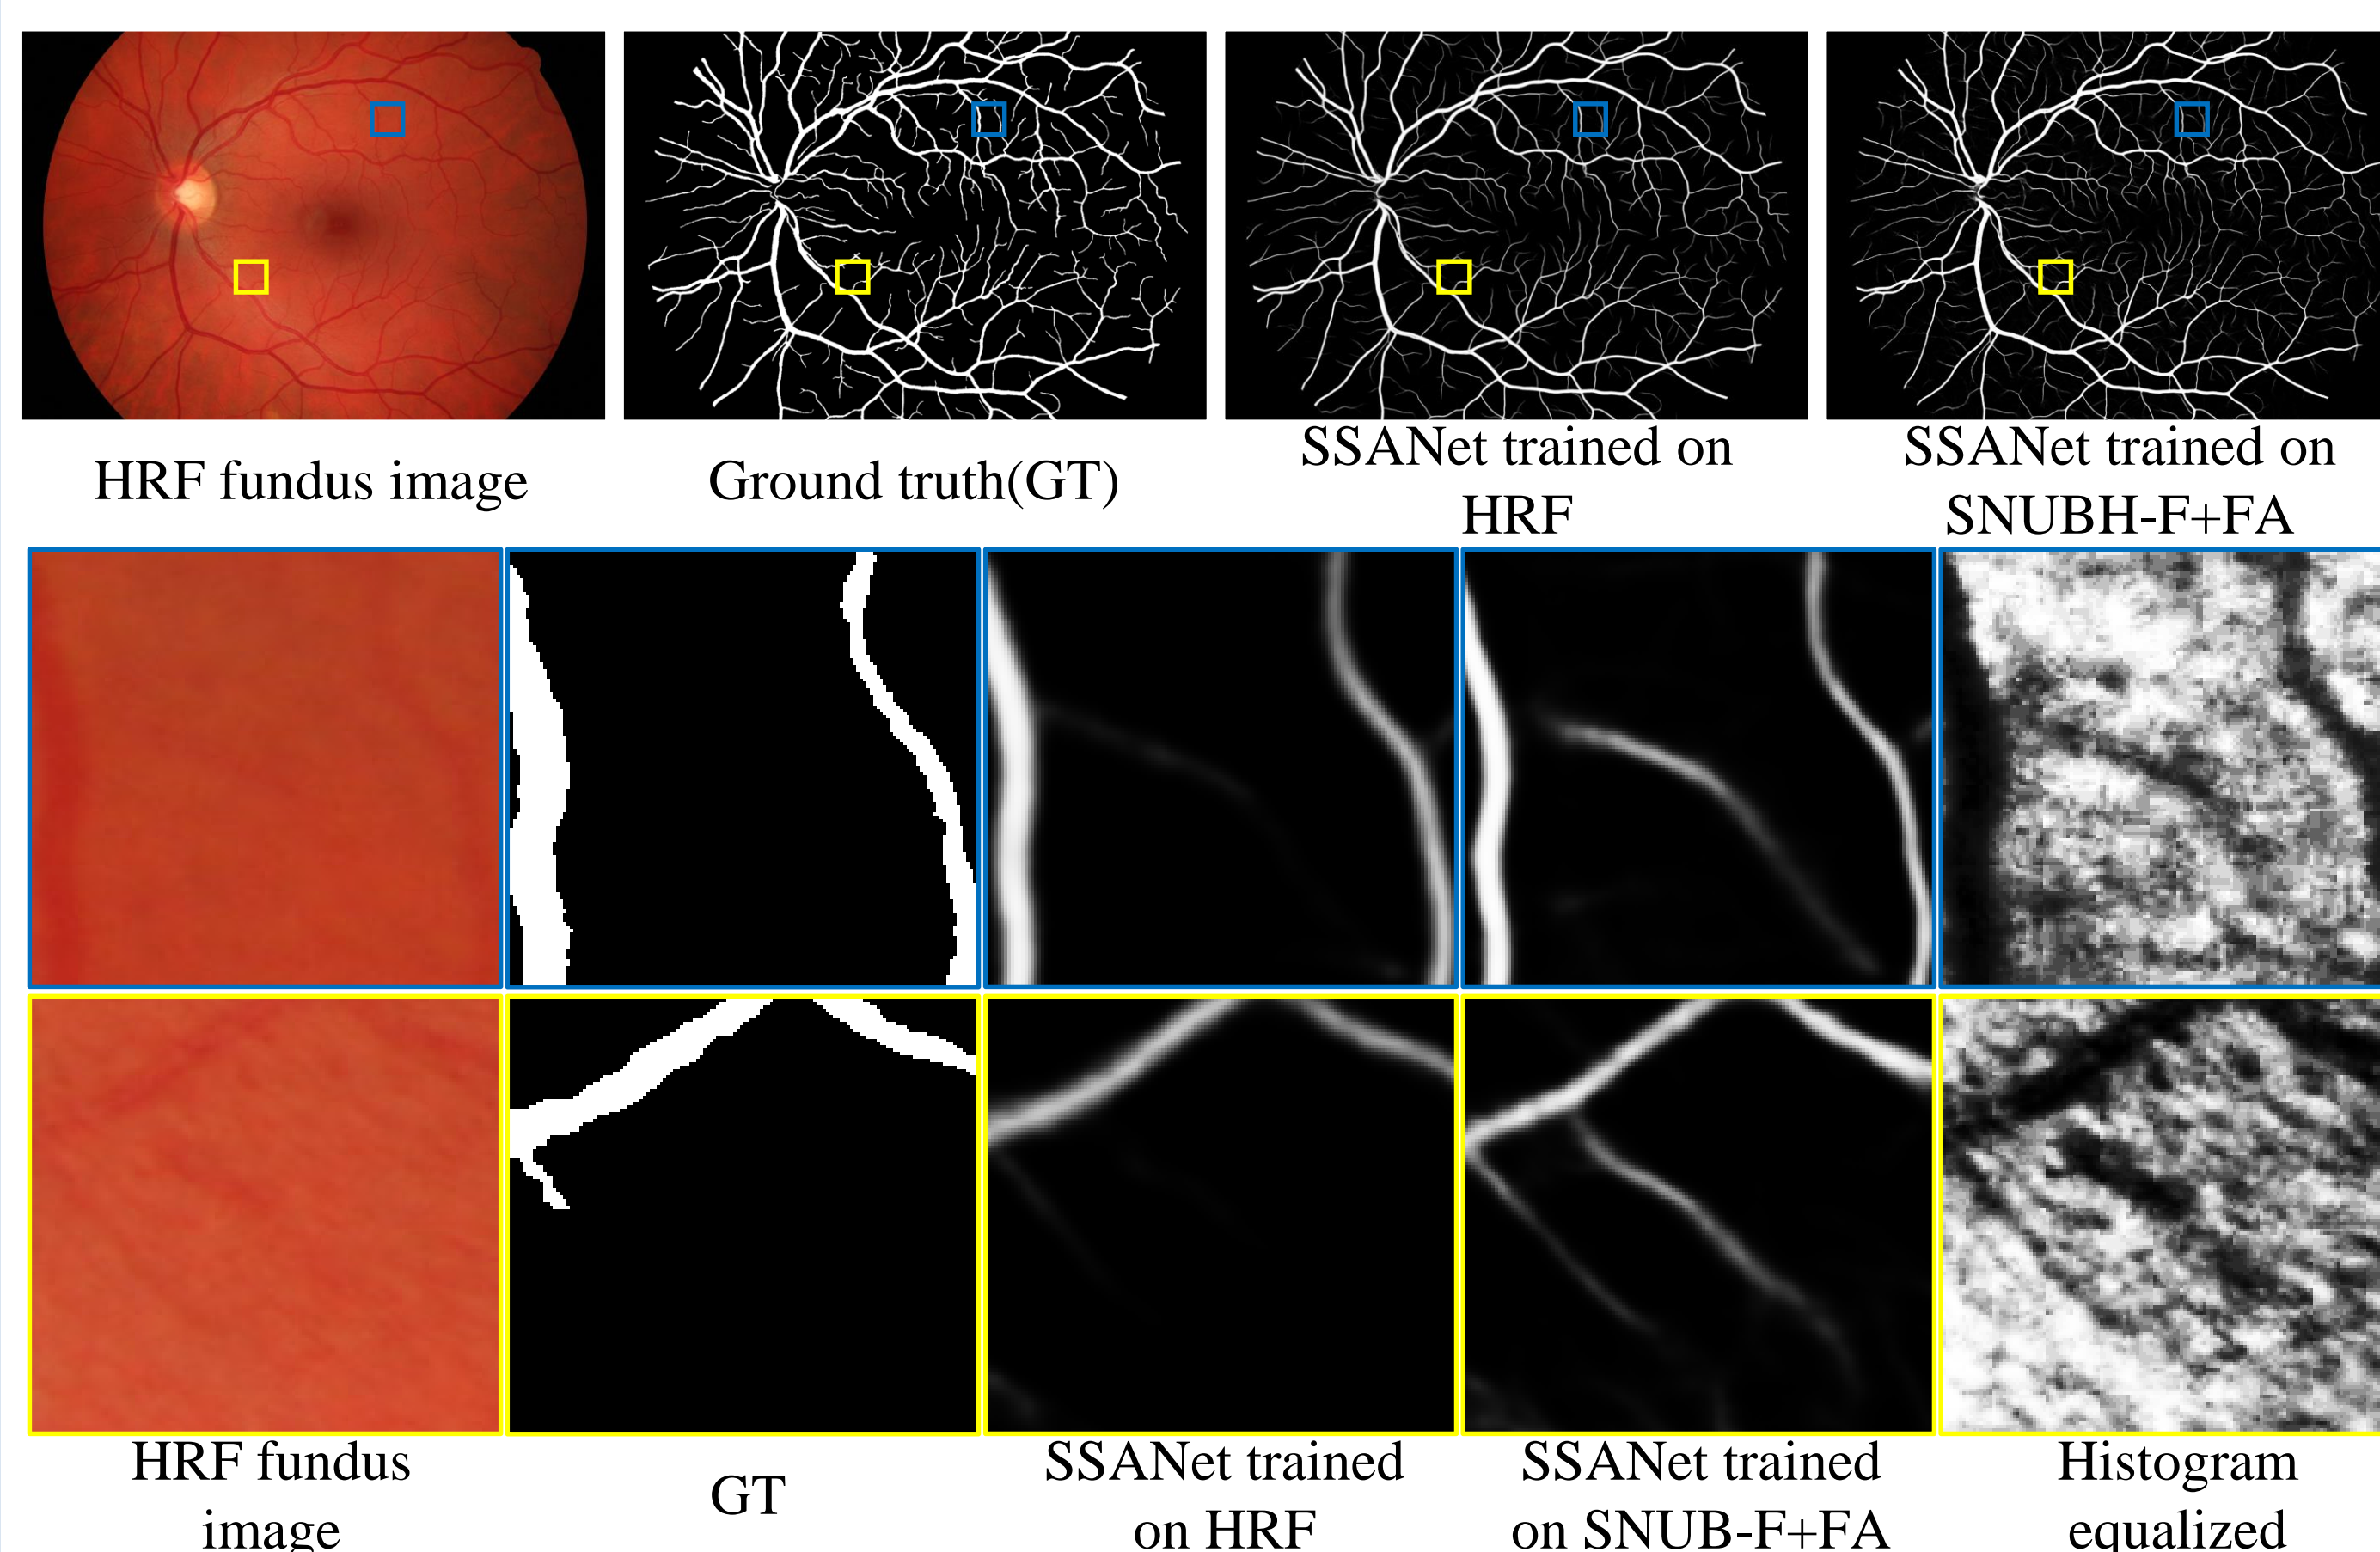 HRF fundus image
Ground truth(GT)
SSANet trained on
HRF
SSANet trained on
SNUBH-F+FA
HRF fundus
image
GT
SSANet trained
on HRF
SSANet trained
on SNUB-F+FA
Histogram
equalized